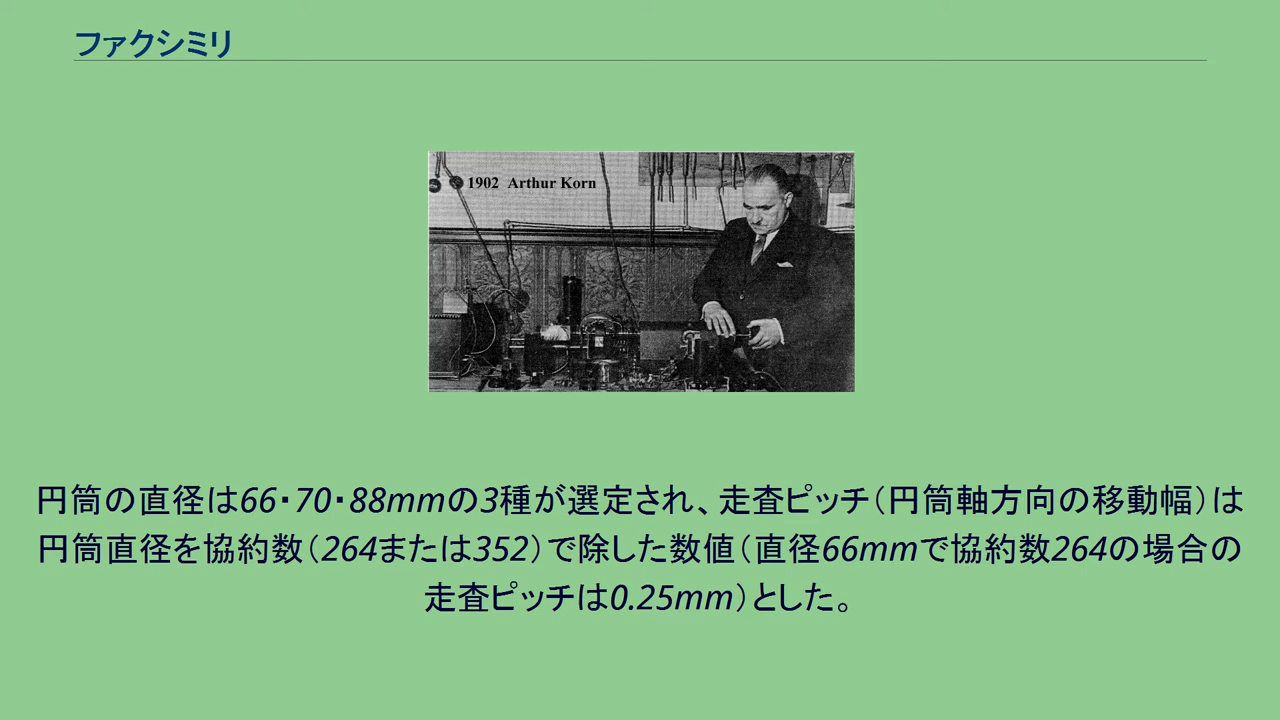 ファクシミリ
1902 Arthur Korn
円筒の直径は66・70・88mmの3種が選定され、走査ピッチ（円筒軸方向の移動幅）は
円筒直径を協約数（264または352）で除した数値（直径66mmで協約数264の場合の
走査ピッチは0.25mm）とした。